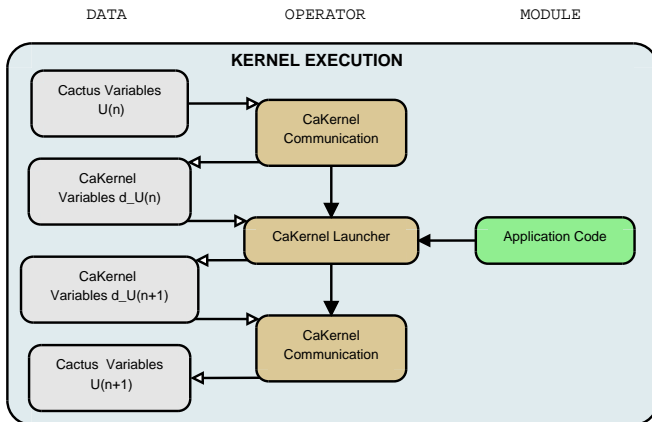 DATA OPERATOR MODULE
KERNEL EXECUTION
Cactus Variables
U(n)
CaKernel
Communication
CaKernel
Variables d_U(n)
CaKernel Launcher
Application Code
CaKernel
Variables d_U(n+1)
CaKernel
Communication
Cactus Variables
U(n+1)